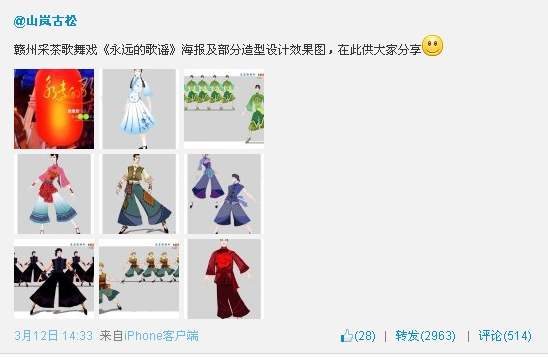 @山岚古松
赣州采茶歌舞戏《永远的歌谣》海报及部分造型设计效果图，在此供大家分享
3月12日 14:33 来自iPhone客户端
(28) | 转发(2963) | 评论(514)